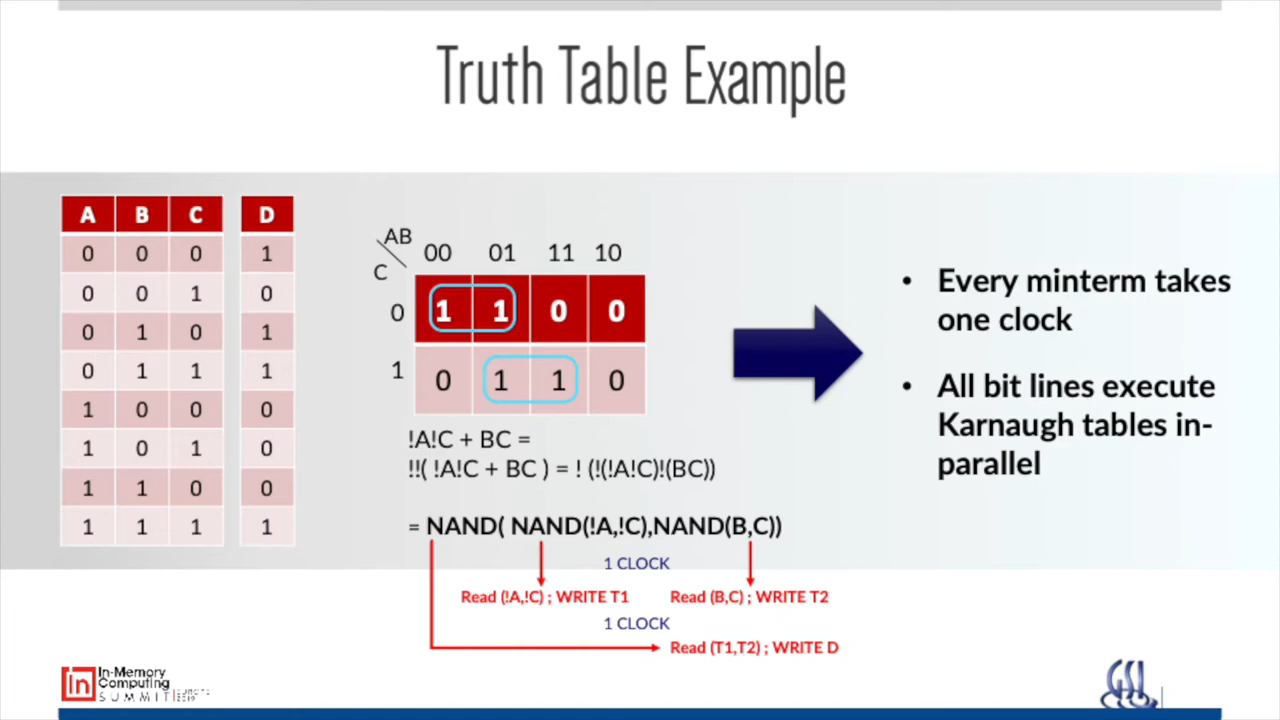 Truth Table Example
A B C D
0 0 0 1
0 0 1 0
0 1 0 1
0 1 1 1
1 0 0 0
1 0 1 0
1 1 0 0
1 1 1 1
AB
C
00 01 11 10
0 1 1 0 0
1 0 1 1 0
!A!C + BC =
!!( !A!C + BC ) = ! (!(!A!C)!(BC))
= NAND( NAND(!A,!C),NAND(B,C))
1 CLOCK
Read (!A,!C) ; WRITE T1 Read (B,C) ; WRITE T2
1 CLOCK
Read (T1,T2) ; WRITE D
• Every minterm takes
one clock
• All bit lines execute
Karnaugh tables in-
parallel
In In-Memory
Computing
SUMMIT EUROPE
2019
GSI